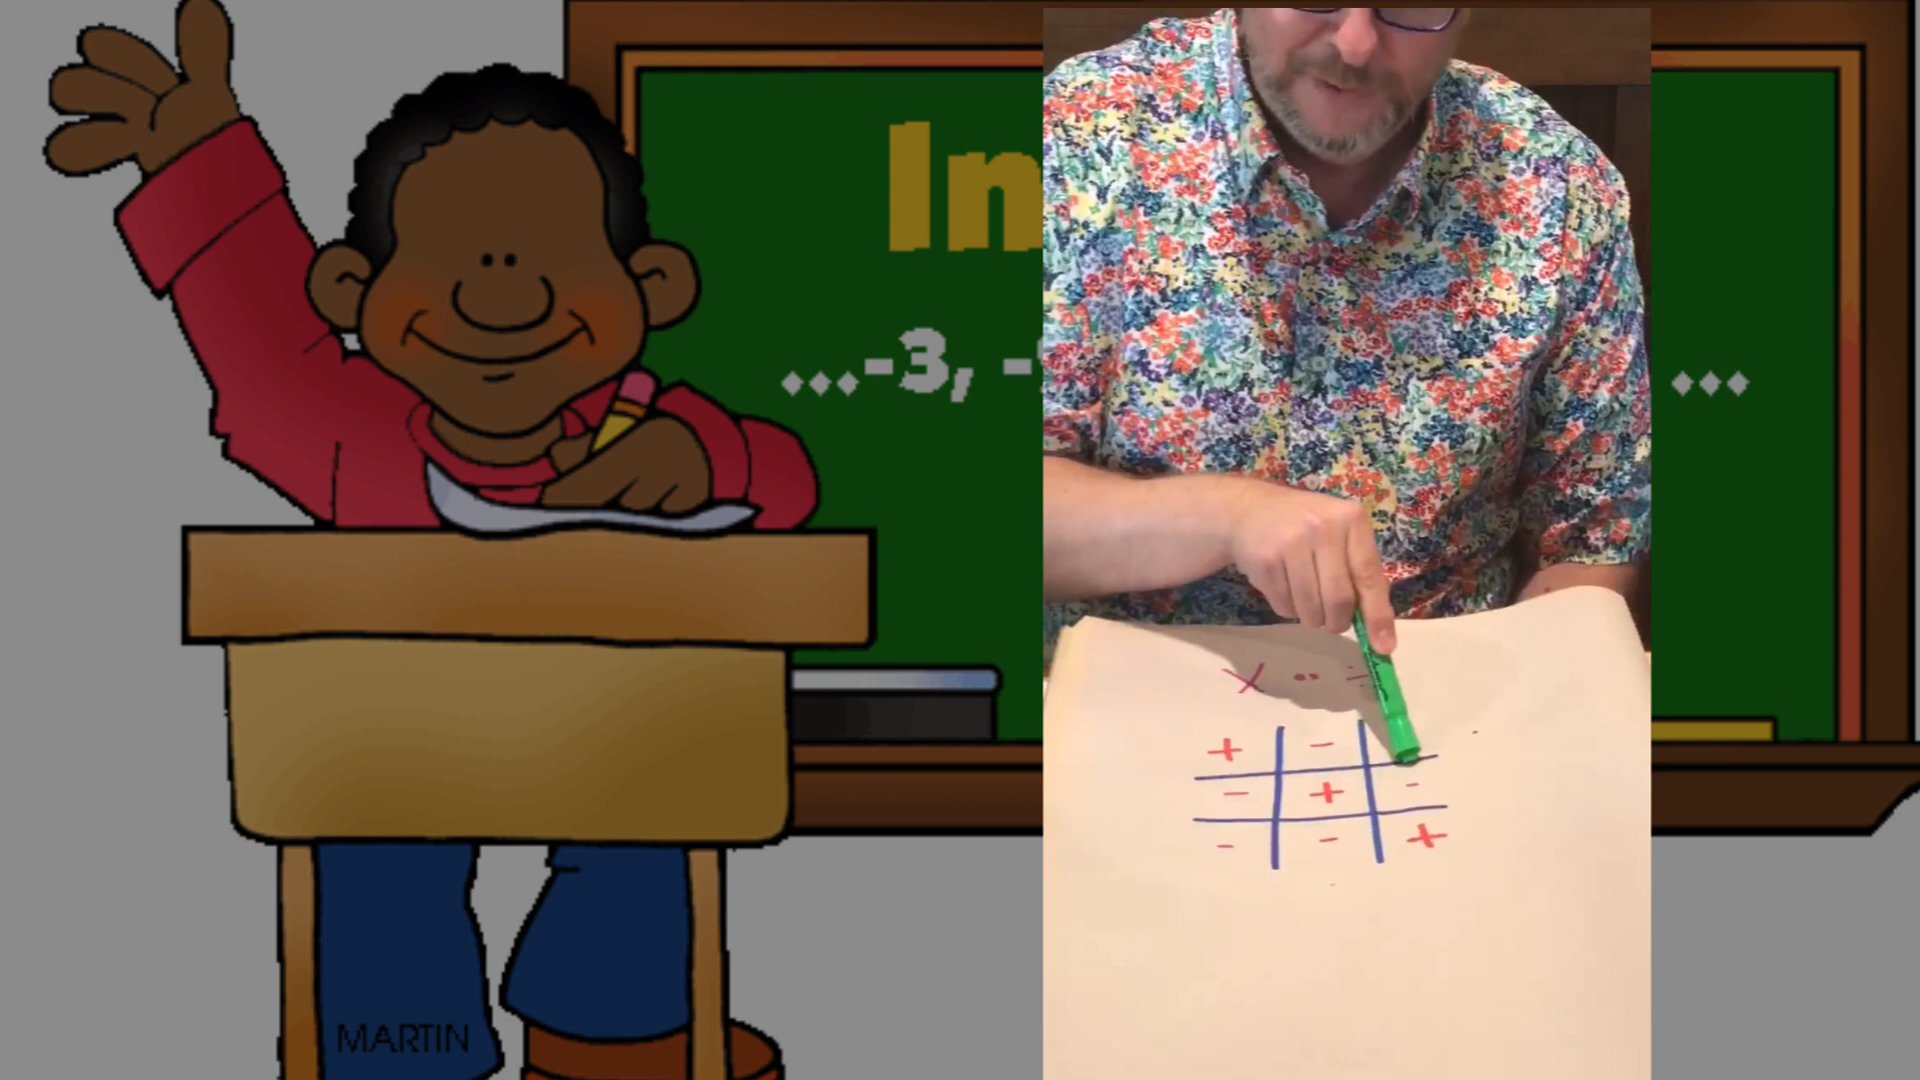 In
...-3, -
...
x •• ÷
+ - 
- + -
- - +
MARTIN